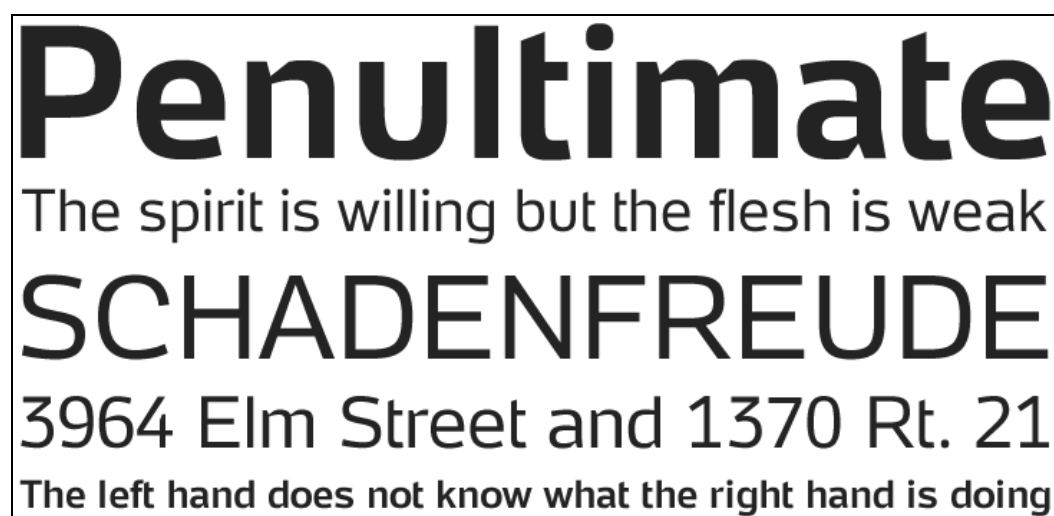 Penultimate
The spirit is willing but the flesh is weak
SCHADENFREUDE
3964 Elm Street and 1370 Rt. 21
The left hand does not know what the right hand is doing